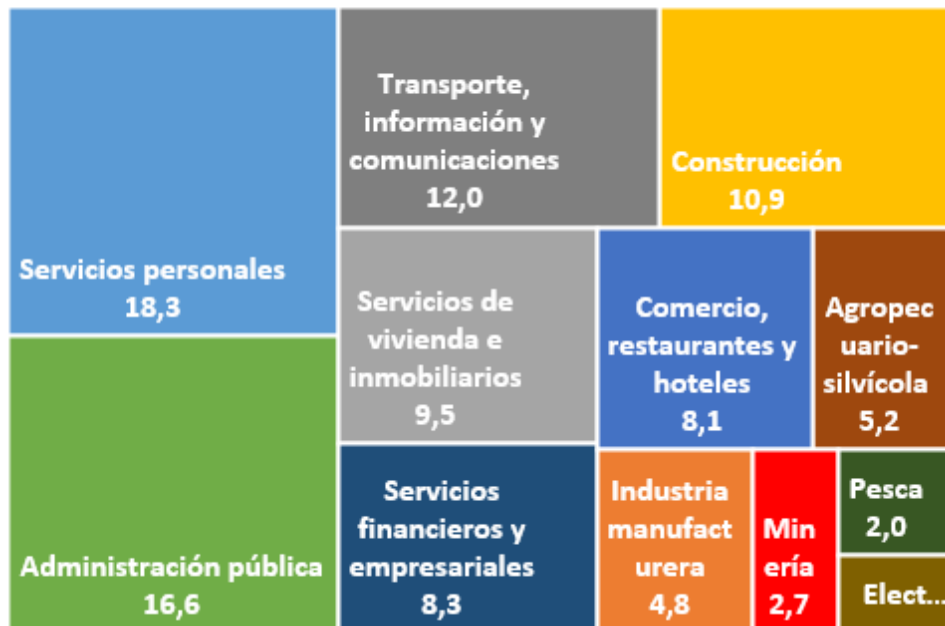 Servicios personales
18,3
Administración pública
16,6
Transporte,
información y
comunicaciones
12,0
Construcción
10,9
Servicios de
vivienda e
inmobiliarios
9,5
Comercio,
restaurantes y
hoteles
8,1
Agropec
uario-
silvícola
5,2
Servicios
financieros y
empresariales
8,3
Industria
manufact
urera
4,8
Min
ería
2,7
Pesca
2,0
Elect...